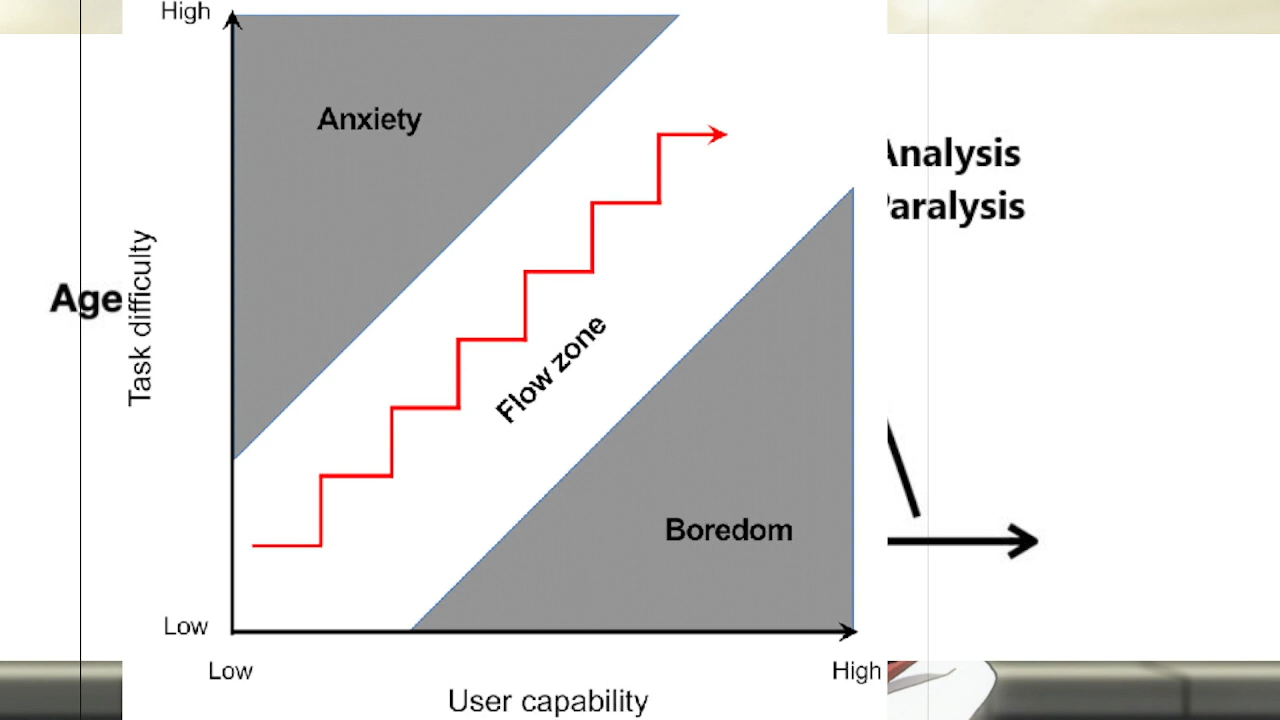 High
Anxiety
Analysis
Paralysis
Age
Task difficulty
Flow zone
Boredom
Low
Low
High
User capability